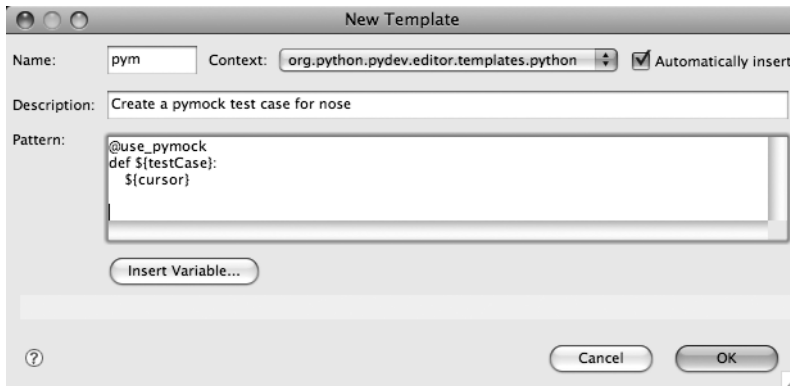 New Template
Name: pym Context: org.python.pydev.editor.templates.python Automatically insert
Description: Create a pymock test case for nose
Pattern: @use_pymock
def ${testCase}:
${cursor}
Insert Variable...
? Cancel OK